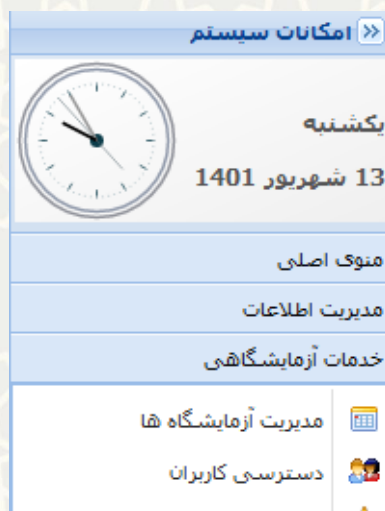 امکانات سیستم
یکشنبه
13 شهریور 1401
منوی اصلی
مدیریت اطلاعات
خدمات آزمایشگاهی
مدیریت آزمایشگاه ها
دسترسی کاربران